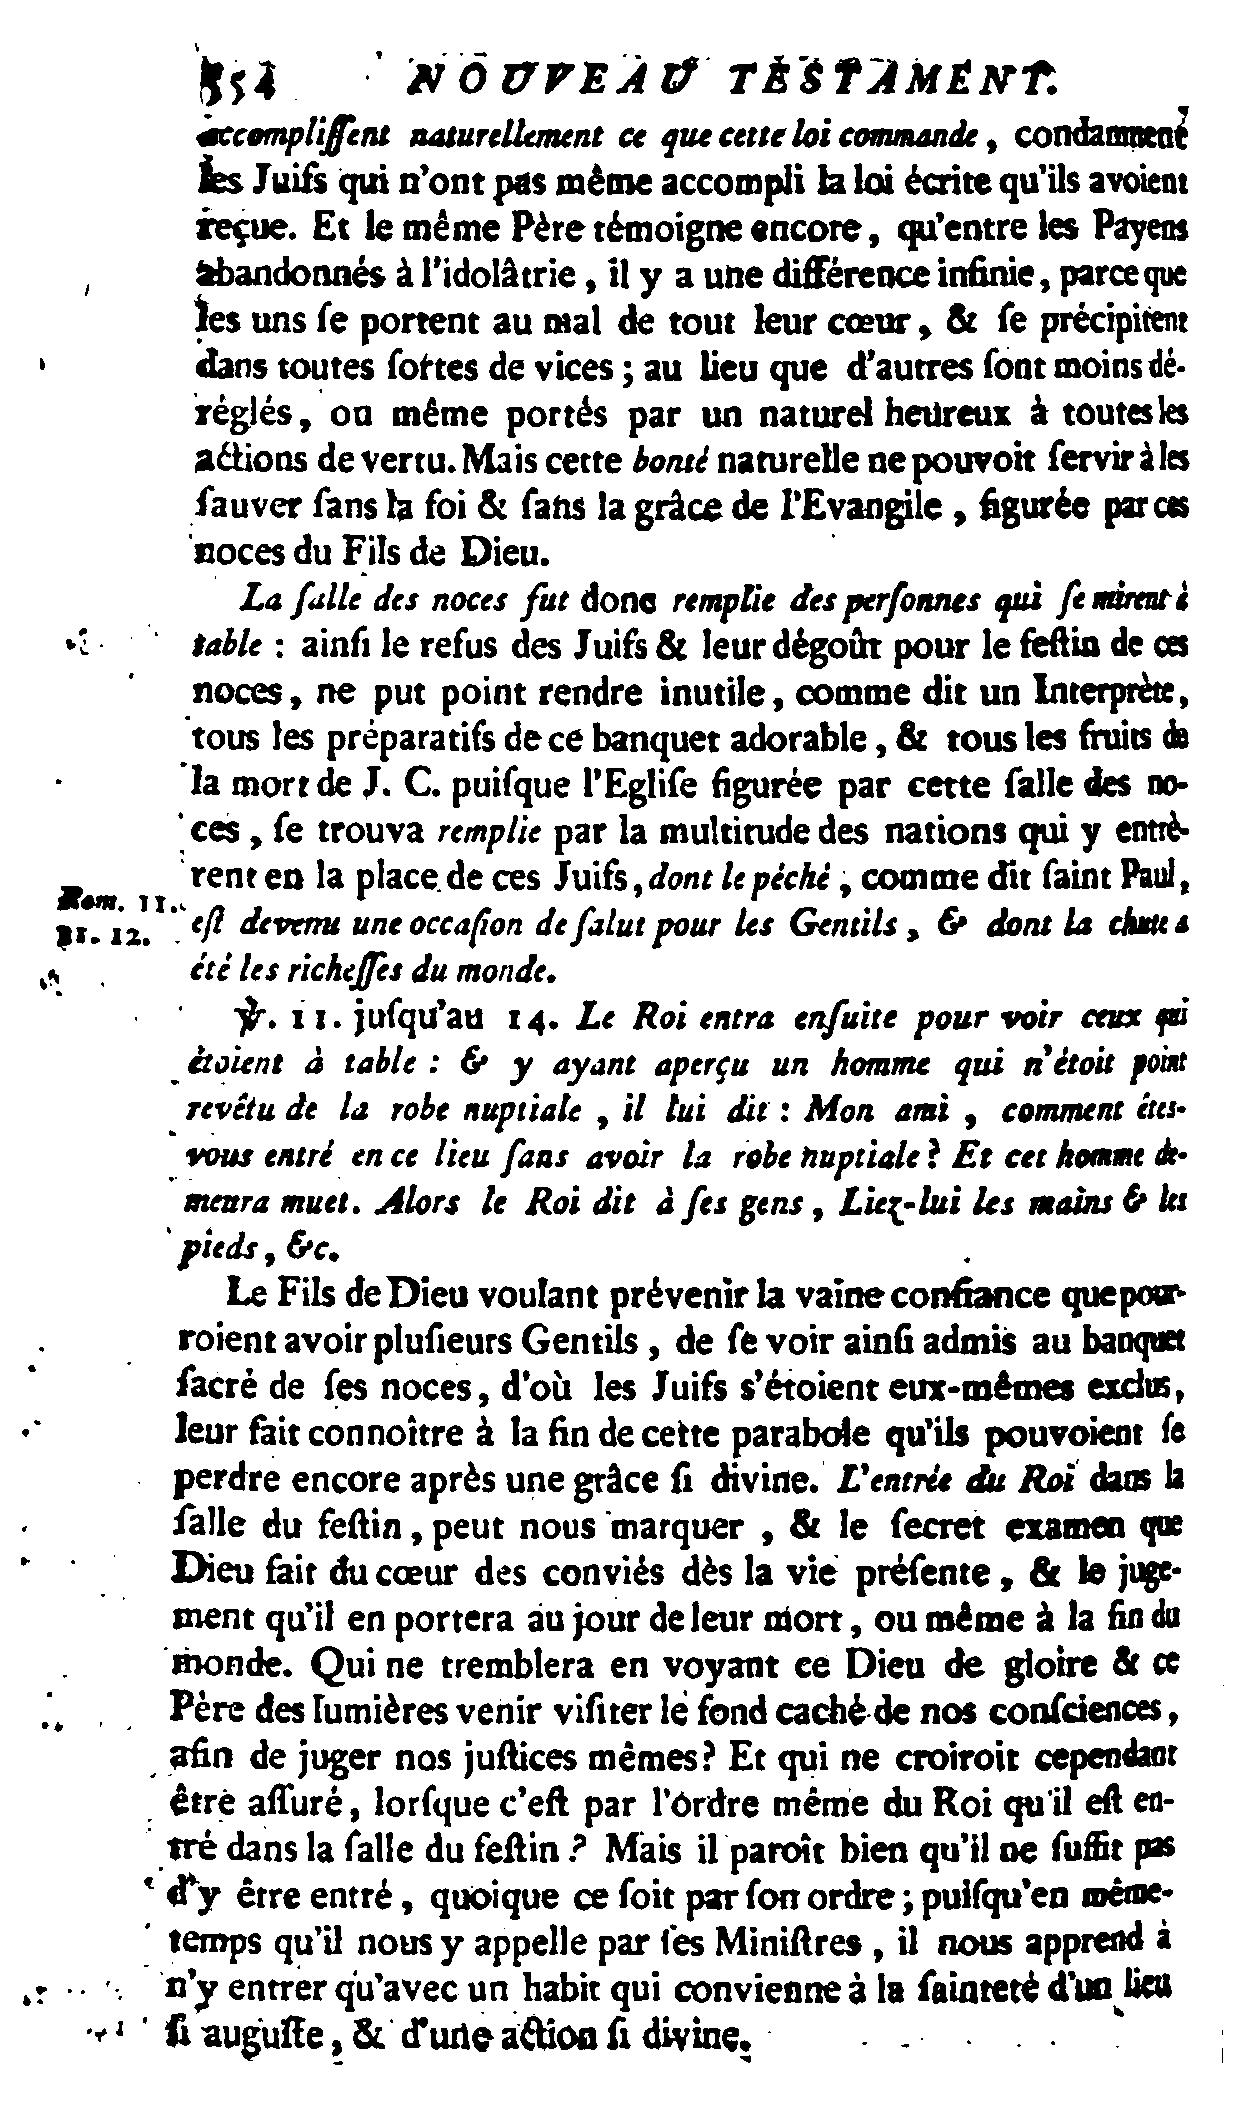 354 NOUVEAU TESTAMENT.
accompliſſent naturellement ce que cette loi commande, condamnent
les Juifs qui n'ont pas même accompli la loi écrite qu'ils avoient
reçue. Et le même Père témoigne encore, qu'entre les Payens
abandonnés à l'idolâtrie, il y a une différence infinie, parce que
les uns ſe portent au mal de tout leur cœur, & ſe précipitent
dans toutes ſortes de vices; au lieu que d'autres ſont moins dé-
réglés, ou même portés par un naturel heureux à toutes les
actions de vertu. Mais cette bonté naturelle ne pouvoit ſervir à les
ſauver ſans la foi & ſans la grâce de l'Evangile, figurée par ces
noces du Fils de Dieu.
La ſalle des noces fut donc remplie des perſonnes qui ſe mirent à
table : ainſi le refus des Juifs & leur dégoût pour le feſtin de ces
noces, ne put point rendre inutile, comme dit un Interprète,
tous les préparatifs de ce banquet adorable, & tous les fruits de
la mort de J. C. puiſque l'Egliſe figurée par cette ſalle des no-
ces, ſe trouva remplie par la multitude des nations qui y entrè-
rent en la place de ces Juifs, dont le péché, comme dit ſaint Paul,
Rom. 11.
11. 12.
eſt devenu une occaſion de ſalut pour les Gentils, & dont la chute a
été les richeſſes du monde.
℣. 11. juſqu'au 14. Le Roi entra enſuite pour voir ceux qui
étoient à table : & y ayant aperçu un homme qui n'étoit point
revêtu de la robe nuptiale, il lui dit : Mon ami, comment êtes-
vous entré en ce lieu ſans avoir la robe nuptiale? Et cet homme de-
meura muet. Alors le Roi dit à ſes gens, Liez-lui les mains & les
pieds, &c.
Le Fils de Dieu voulant prévenir la vaine confiance que pour-
roient avoir pluſieurs Gentils, de ſe voir ainſi admis au banquet
ſacré de ſes noces, d'où les Juifs s'étoient eux-mêmes exclus,
leur fait connoître à la fin de cette parabole qu'ils pouvoient ſe
perdre encore après une grâce ſi divine. L'entrée du Roi dans la
ſalle du feſtin, peut nous marquer, & le ſecret examen que
Dieu fait du cœur des conviés dès la vie préſente, & le juge-
ment qu'il en portera au jour de leur mort, ou même à la fin du
monde. Qui ne tremblera en voyant ce Dieu de gloire & ce
Père des lumières venir viſiter le fond caché de nos conſciences,
afin de juger nos juſtices mêmes? Et qui ne croiroit cependant
être aſſuré, lorſque c'eſt par l'ordre même du Roi qu'il eſt en-
tré dans la ſalle du feſtin? Mais il paroît bien qu'il ne ſuffit pas
d'y être entré, quoique ce ſoit par ſon ordre; puiſqu'en même-
temps qu'il nous y appelle par ſes Miniſtres, il nous apprend à
n'y entrer qu'avec un habit qui convienne à la ſainteté d'un lieu
ſi auguſte, & d'une action ſi divine.